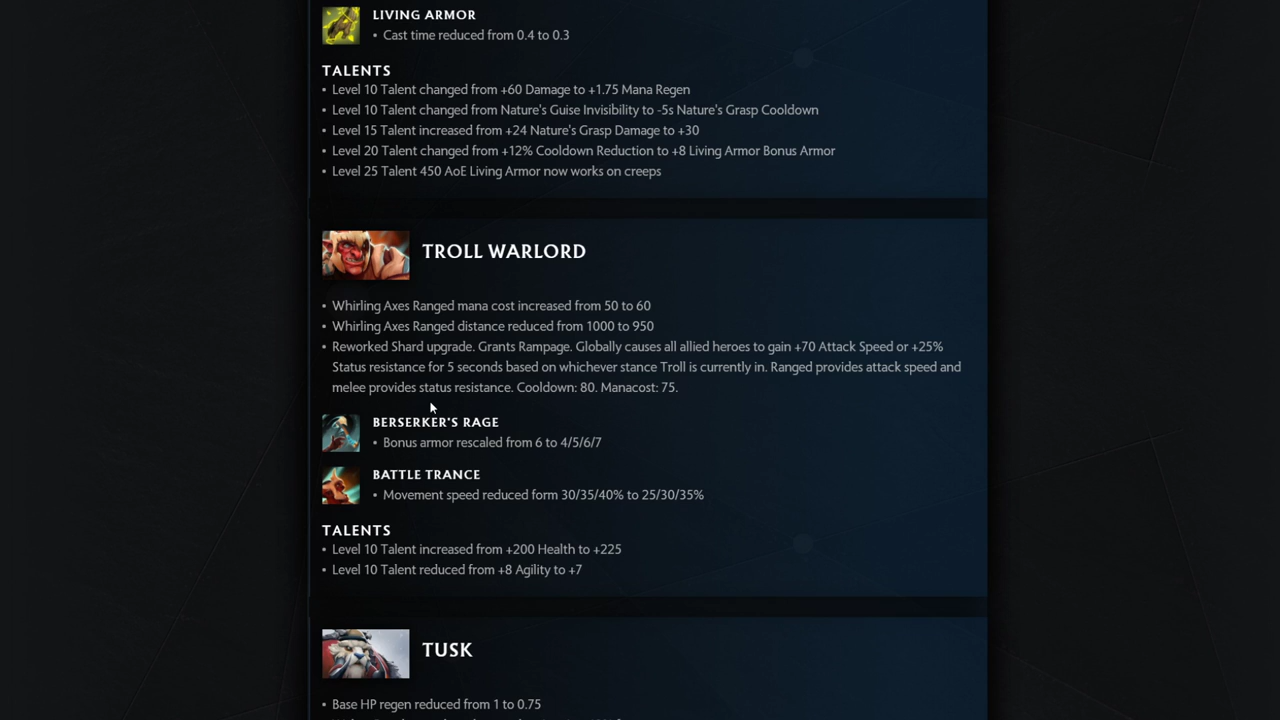 LIVING ARMOR
• Cast time reduced from 0.4 to 0.3
TALENTS
• Level 10 Talent changed from +60 Damage to +1.75 Mana Regen
• Level 10 Talent changed from Nature's Guise Invisibility to -5s Nature's Grasp Cooldown
• Level 15 Talent increased from +24 Nature's Grasp Damage to +30
• Level 20 Talent changed from +12% Cooldown Reduction to +8 Living Armor Bonus Armor
• Level 25 Talent 450 AoE Living Armor now works on creeps
TROLL WARLORD
• Whirling Axes Ranged mana cost increased from 50 to 60
• Whirling Axes Ranged distance reduced from 1000 to 950
• Reworked Shard upgrade. Grants Rampage. Globally causes all allied heroes to gain +70 Attack Speed or +25%
Status resistance for 5 seconds based on whichever stance Troll is currently in. Ranged provides attack speed and
melee provides status resistance. Cooldown: 80. Manacost: 75.
BERSERKER'S RAGE
• Bonus armor rescaled from 6 to 4/5/6/7
BATTLE TRANCE
• Movement speed reduced form 30/35/40% to 25/30/35%
TALENTS
• Level 10 Talent increased from +200 Health to +225
• Level 10 Talent reduced from +8 Agility to +7
TUSK
• Base HP regen reduced from 1 to 0.75